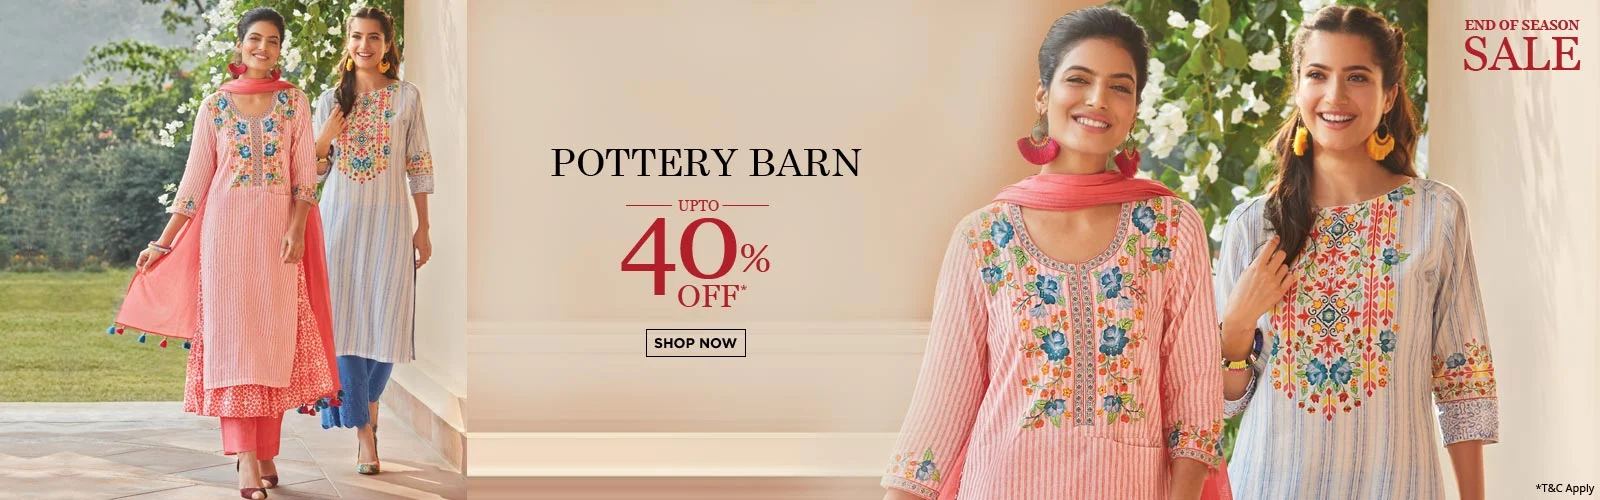 POTTERY BARN
UPTO
40%
OFF*
SHOP NOW
END OF SEASON
SALE
*T&C Apply